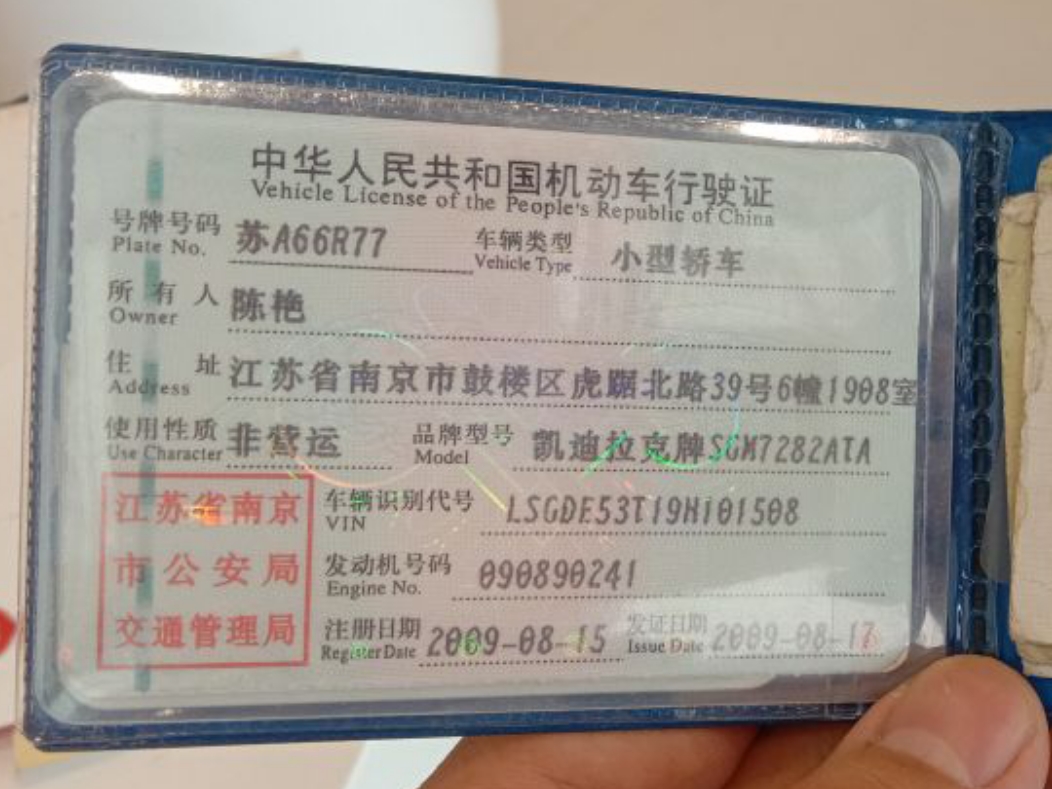 中华人民共和国机动车行驶证
Vehicle License of the People's Republic of China
号牌号码 苏A66R77 车辆类型 小型轿车
Plate No. Vehicle Type
所有人 陈艳
Owner
住址 江苏省南京市鼓楼区虎踞北路39号6幢1908室
Address
使用性质 非营运 品牌型号 凯迪拉克牌SGM7282ATA
Use Character Model
江苏省南京
市公安局
交通管理局
车辆识别代号 LSGDE53T19H101508
VIN
发动机号码 090890241
Engine No.
注册日期 2009-08-15 发证日期 2009-08-17
Register Date Issue Date